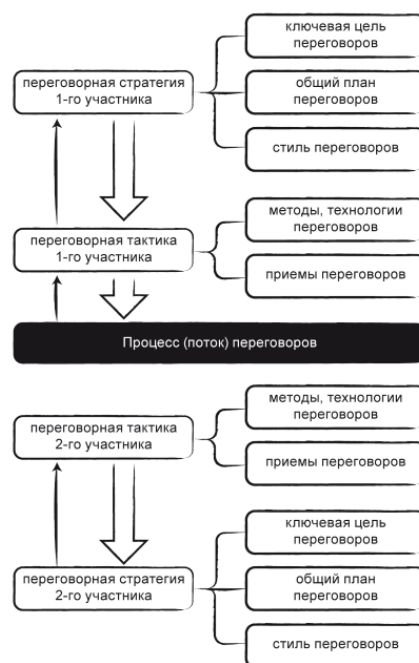 ключевая цель
переговоров
переговорная стратегия
1-го участника
общий план
переговоров
стиль переговоров
переговорная тактика
1-го участника
методы, технологии
переговоров
приемы переговоров
Процесс (поток) переговоров
переговорная тактика
2-го участника
методы, технологии
переговоров
приемы переговоров
ключевая цель
переговоров
переговорная стратегия
2-го участника
общий план
переговоров
стиль переговоров